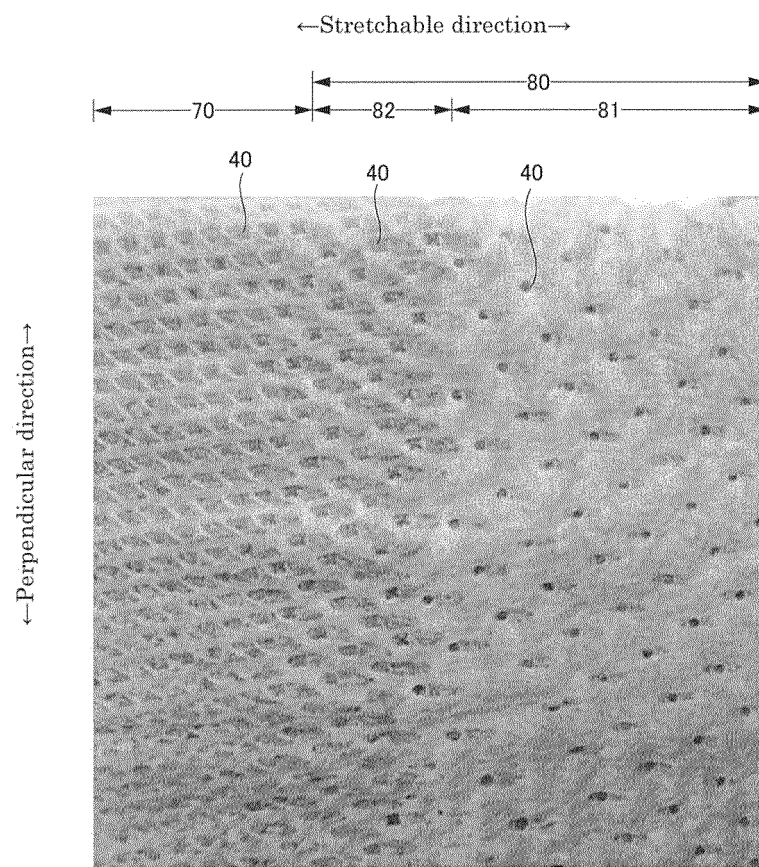 ←Stretchable direction→
80
70 82 81
40 40 40
←Perpendicular direction→